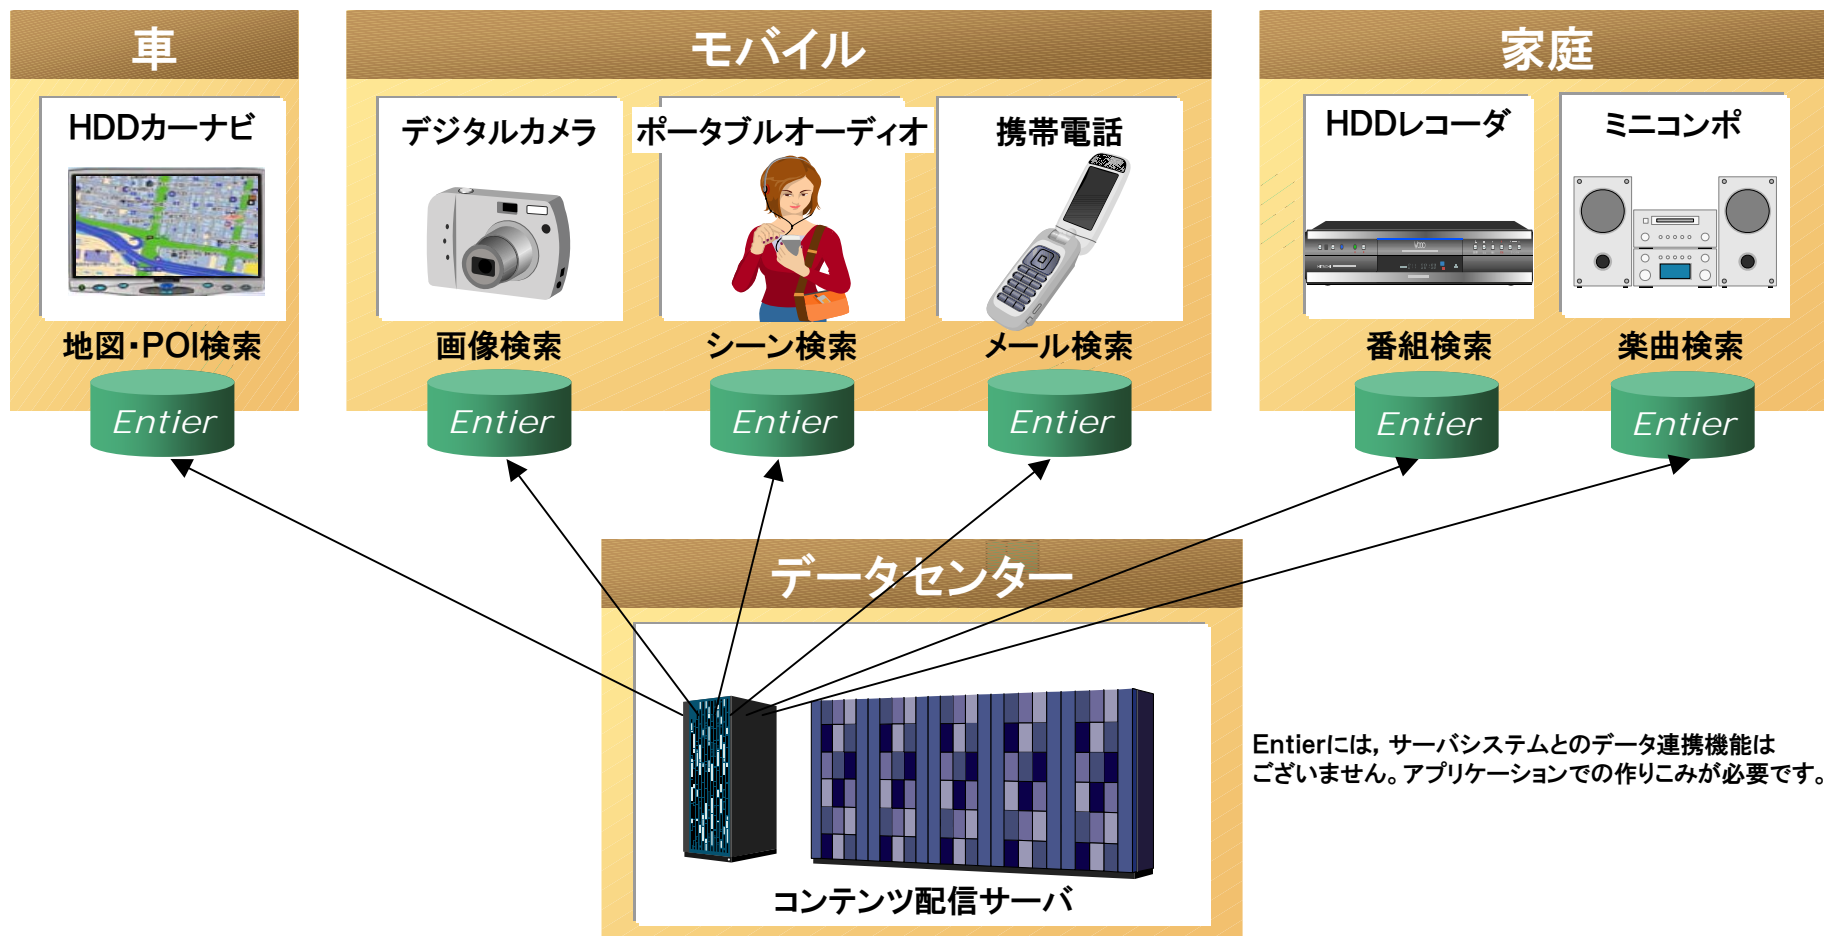 車
モバイル
家庭
HDDカーナビ
デジタルカメラ
ポータブルオーディオ
携帯電話
HDDレコーダ
ミニコンポ
地図・POI検索
画像検索
シーン検索
メール検索
番組検索
楽曲検索
Entier
Entier
Entier
Entier
Entier
Entier
データセンター
Entierには，サーバシステムとのデータ連携機能は
ございません。アプリケーションでの作りこみが必要です。
コンテンツ配信サーバ